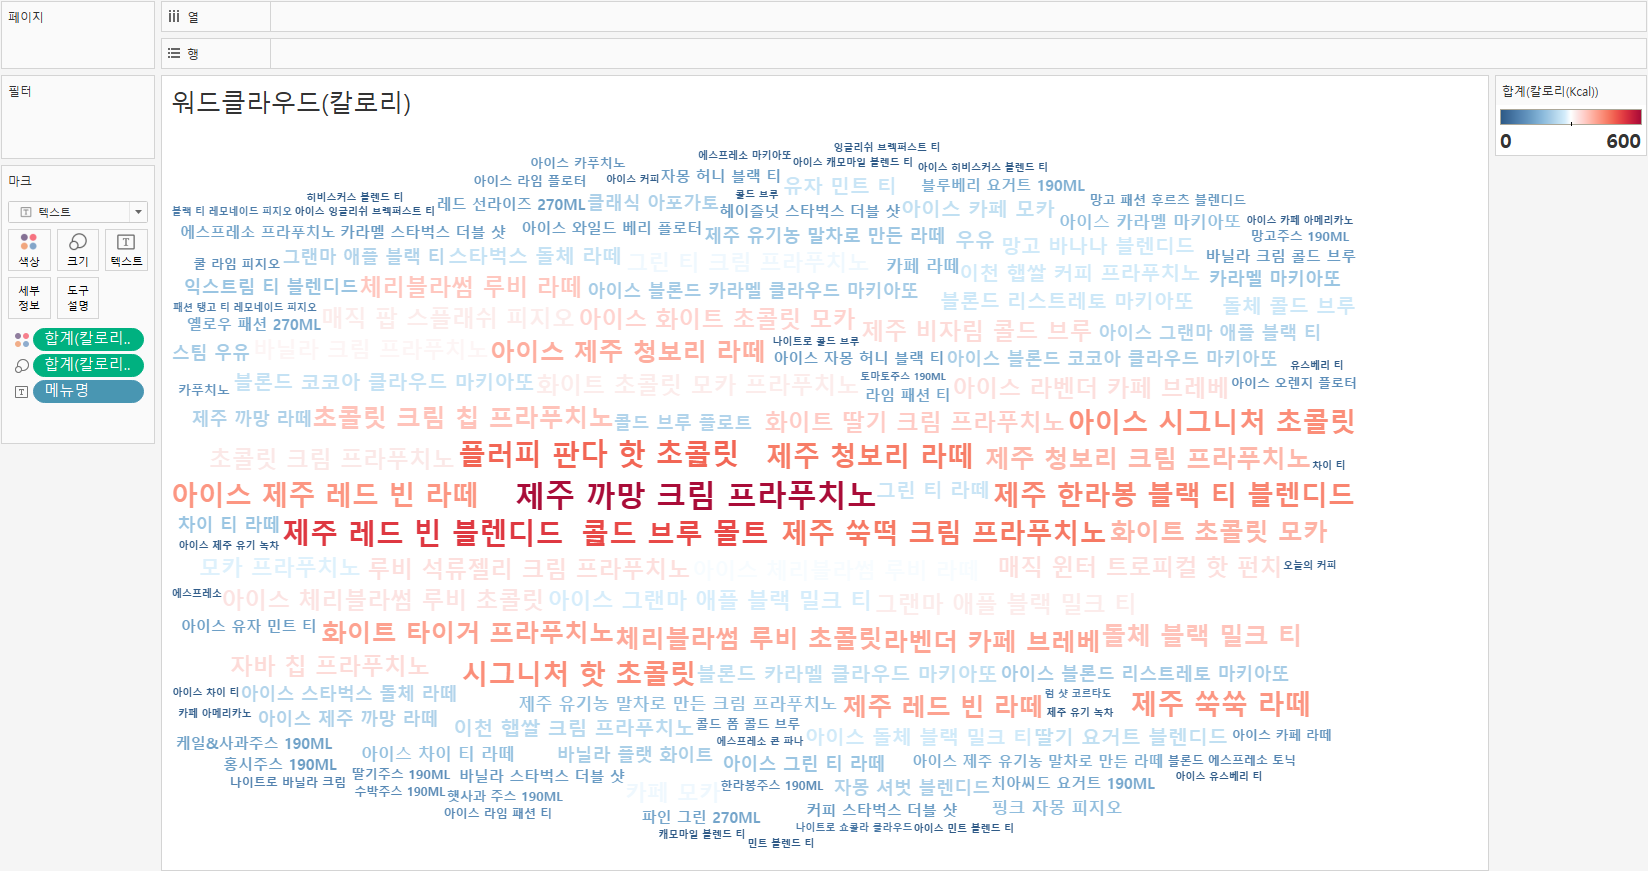 페이지
열
행
필터
마크
텍스트
색상 크기 텍스트
세부 정보 도구 설명
합계(칼로리..
합계(칼로리..
메뉴명
합계(칼로리(Kcal))
0 600
워드클라우드(칼로리)
잉글리쉬 브렉퍼스트 티
에스프레소 마키아또
아이스 카푸치노 아이스 캐모마일 블렌드 티 아이스 히비스커스 블렌드 티
아이스 라임 플로터 아이스 커피 자몽 허니 블랙 티 유자 민트 티 블루베리 요거트 190ML
히비스커스 블렌드 티 콜드 브루 망고 패션 후르츠 블렌디드
블랙 티 레모네이드 피지오 아이스 잉글리쉬 브렉퍼스트 티 레드 선라이즈 270ML 클래식 아포가토 헤이즐넛 스타벅스 더블 샷 아이스 카페 모카
아이스 카라멜 마키아또 아이스 카페 아메리카노
에스프레소 프라푸치노 카라멜 스타벅스 더블 샷 아이스 와일드 베리 플로터 제주 유기농 말차로 만든 라떼 우유 망고 바나나 블렌디드 망고주스 190ML
그랜마 애플 블랙 티 스타벅스 돌체 라떼 바닐라 크림 콜드 브루
쿨 라임 피지오 그린 티 크림 프라푸치노 카페 라떼 이천 햅쌀 커피 프라푸치노 카라멜 마키아또
익스트림 티 블렌디드 체리블라썸 루비 라떼 아이스 블론드 카라멜 클라우드 마키아또
패션 탱고 티 레모네이드 피지오 블론드 리스트레토 마키아또 돌체 콜드 브루
옐로우 패션 270ML 매직 팝 스플래쉬 피지오 아이스 화이트 초콜릿 모카 제주 비자림 콜드 브루 아이스 그랜마 애플 블랙 티
스팀 우유 바닐라 크림 프라푸치노 아이스 제주 청보리 라떼 나이트로 콜드 브루
아이스 자몽 허니 블랙 티 아이스 블론드 코코아 클라우드 마키아또 유스베리 티
카푸치노 블론드 코코아 클라우드 마키아또 화이트 초콜릿 모카 프라푸치노 토마토주스 190ML 아이스 라벤더 카페 브레베 아이스 오렌지 플로터
라임 패션 티
제주 까망 라떼 초콜릿 크림 칩 프라푸치노 콜드 브루 플로트 화이트 딸기 크림 프라푸치노 아이스 시그니처 초콜릿
초콜릿 크림 프라푸치노 플러피 판다 핫 초콜릿 제주 청보리 라떼 제주 청보리 크림 프라푸치노 차이 티
아이스 제주 레드 빈 라떼 제주 까망 크림 프라푸치노 그린 티 라떼 제주 한라봉 블랙 티 블렌디드
차이 티 라떼 제주 레드 빈 블렌디드 콜드 브루 몰트 제주 쑥떡 크림 프라푸치노 화이트 초콜릿 모카
아이스 제주 유기 녹차
모카 프라푸치노 루비 석류젤리 크림 프라푸치노 아이스 체리블라썸 루비 라떼 매직 윈터 트로피컬 핫 펀치 오늘의 커피
에스프레소 아이스 체리블라썸 루비 초콜릿 아이스 그랜마 애플 블랙 밀크 티 그랜마 애플 블랙 밀크 티
아이스 유자 민트 티 화이트 타이거 프라푸치노 체리블라썸 루비 초콜릿 라벤더 카페 브레베 돌체 블랙 밀크 티
자바 칩 프라푸치노 시그니처 핫 초콜릿 블론드 카라멜 클라우드 마키아또 아이스 블론드 리스트레토 마키아또
아이스 차이 티 아이스 스타벅스 돌체 라떼 제주 유기농 말차로 만든 크림 프라푸치노 제주 레드 빈 라떼 럼 샷 코르타도 제주 쑥쑥 라떼
카페 아메리카노 아이스 제주 까망 라떼 이천 햅쌀 크림 프라푸치노 콜드 폼 콜드 브루 제주 유기 녹차
케일&사과주스 190ML 에스프레소 콘 파나 아이스 돌체 블랙 밀크 티 딸기 요거트 블렌디드 아이스 카페 라떼
아이스 차이 티 라떼 바닐라 플랫 화이트
홍시주스 190ML 아이스 그린 티 라떼 아이스 제주 유기농 말차로 만든 라떼 블론드 에스프레소 토닉
나이트로 바닐라 크림 딸기주스 190ML 바닐라 스타벅스 더블 샷 아이스 유스베리 티
수박주스 190ML 햇사과 주스 190ML 카페 모카 한라봉주스 190ML 자몽 셔벗 블렌디드 치아씨드 요거트 190ML
아이스 라임 패션 티 파인 그린 270ML 커피 스타벅스 더블 샷 핑크 자몽 피지오
캐모마일 블렌드 티 나이트로 쇼콜라 클라우드 아이스 민트 블렌드 티
민트 블렌드 티